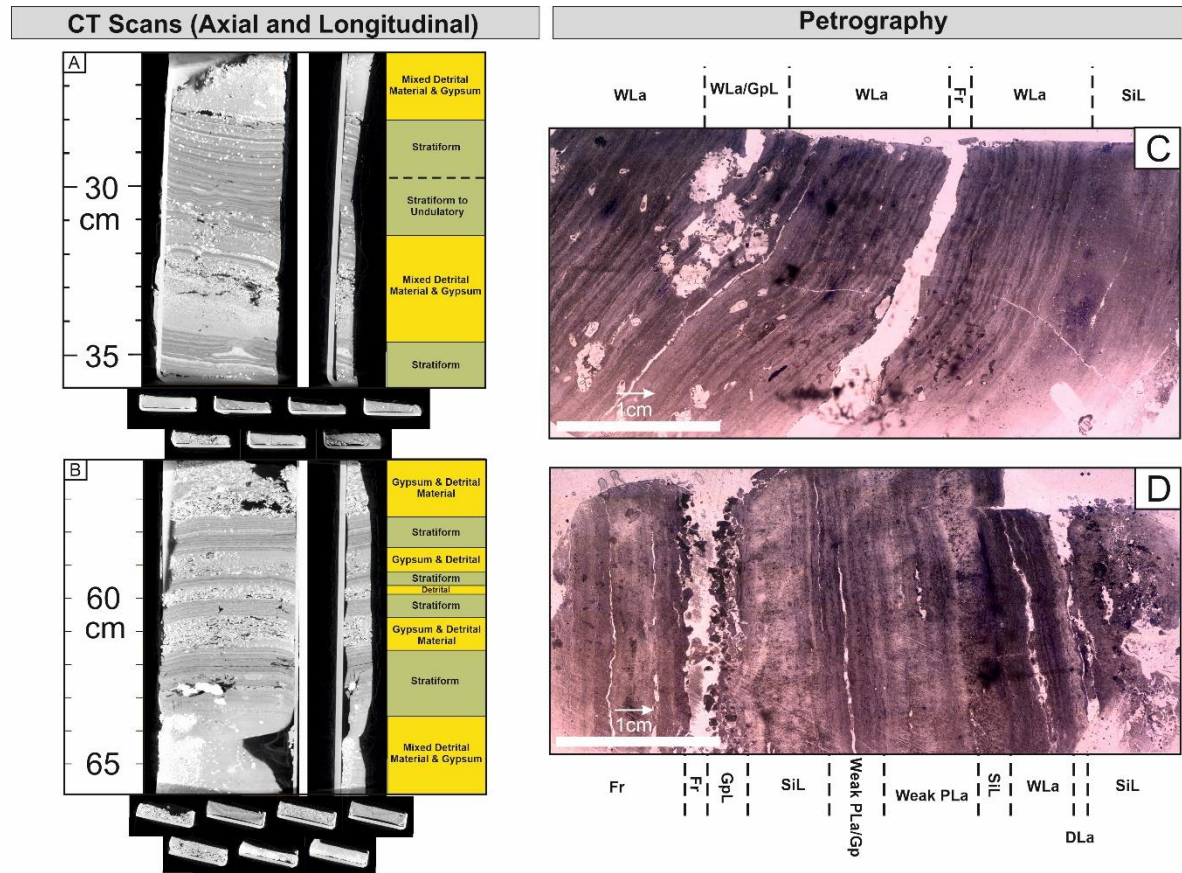 CT Scans (Axial and Longitudinal)
Petrography
A
30
cm
35
Mixed Detrital
Material & Gypsum
Stratiform
Stratiform to
Undulatory
Mixed Detrital
Material & Gypsum
Stratiform
B
60
cm
65
Gypsum & Detrital
Material
Stratiform
Gypsum & Detrital
Stratiform
Detrital
Stratiform
Gypsum & Detrital
Material
Stratiform
Mixed Detrital
Material & Gypsum
WLa
WLa/GpL
WLa
Fr
WLa
SiL
C
1cm
D
1cm
Fr
Fr
GpL
SiL
Weak PLa/Gp
Weak PLa
SiL
WLa
DLa
SiL